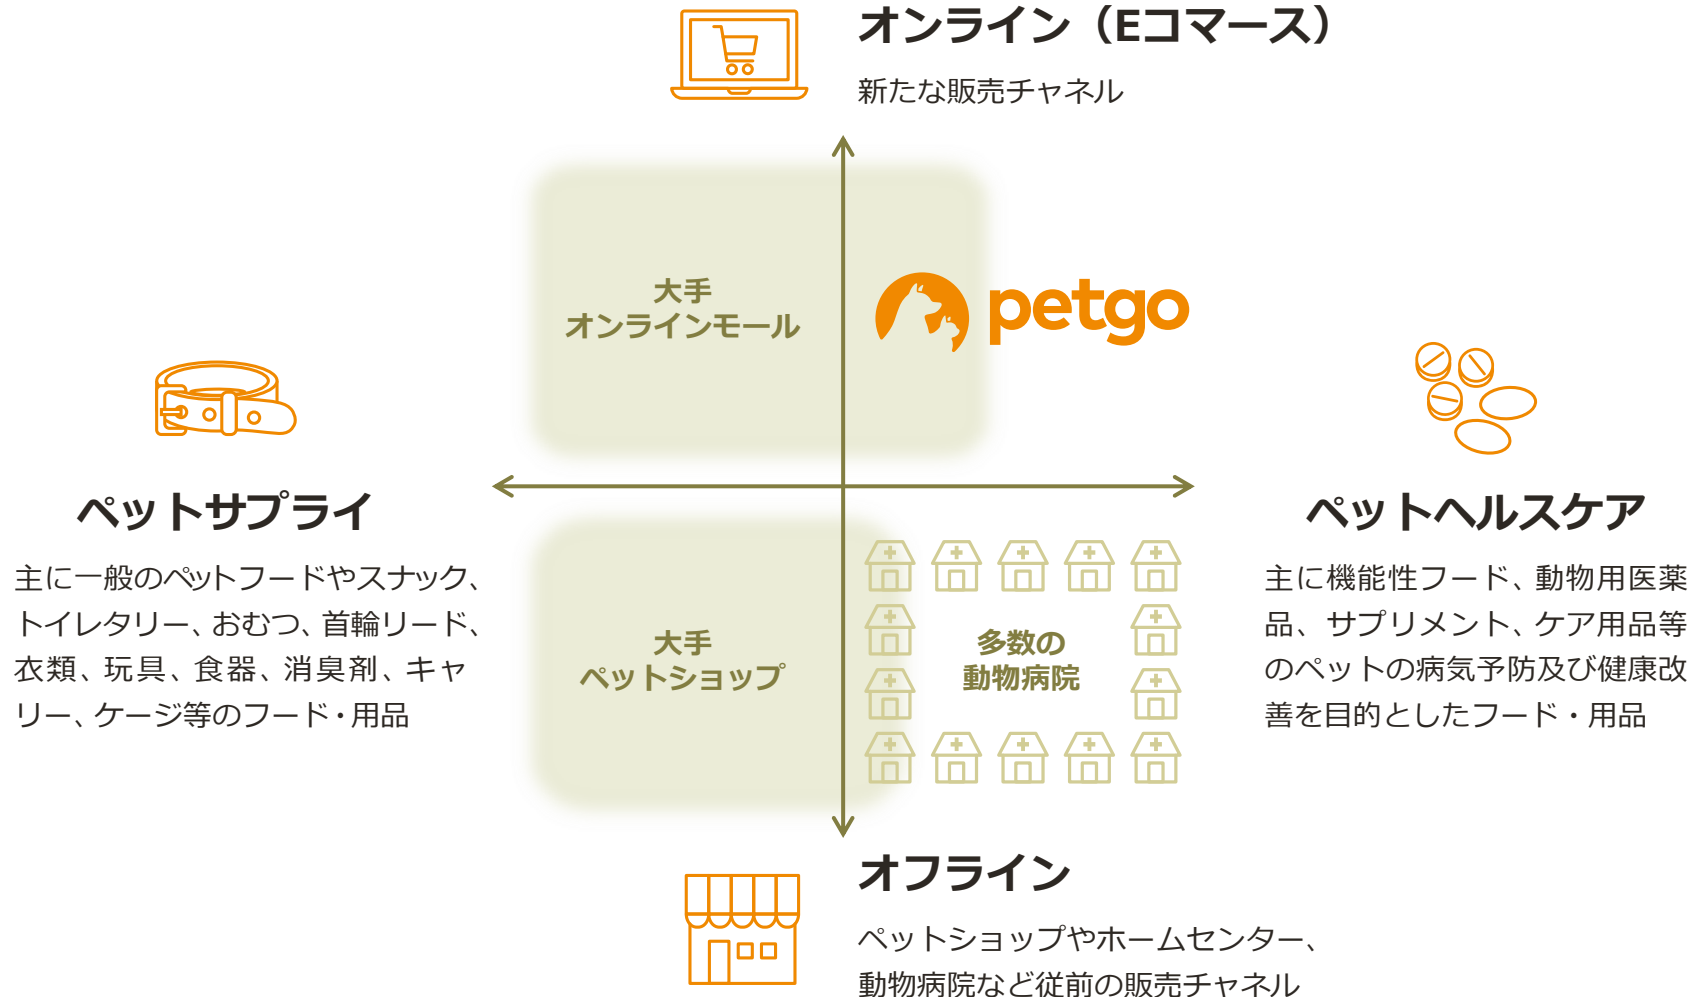 オンライン（Eコマース）
新たな販売チャネル
大手
オンラインモール
petgo
ペットサプライ
主に一般のペットフードやスナック、
トイレタリー、おむつ、首輪リード、
衣類、玩具、食器、消臭剤、キャ
リー、ケージ等のフード・用品
ペットヘルスケア
主に機能性フード、動物用医薬
品、サプリメント、ケア用品等
のペットの病気予防及び健康改
善を目的としたフード・用品
大手
ペットショップ
多数の
動物病院
オフライン
ペットショップやホームセンター、
動物病院など従前の販売チャネル